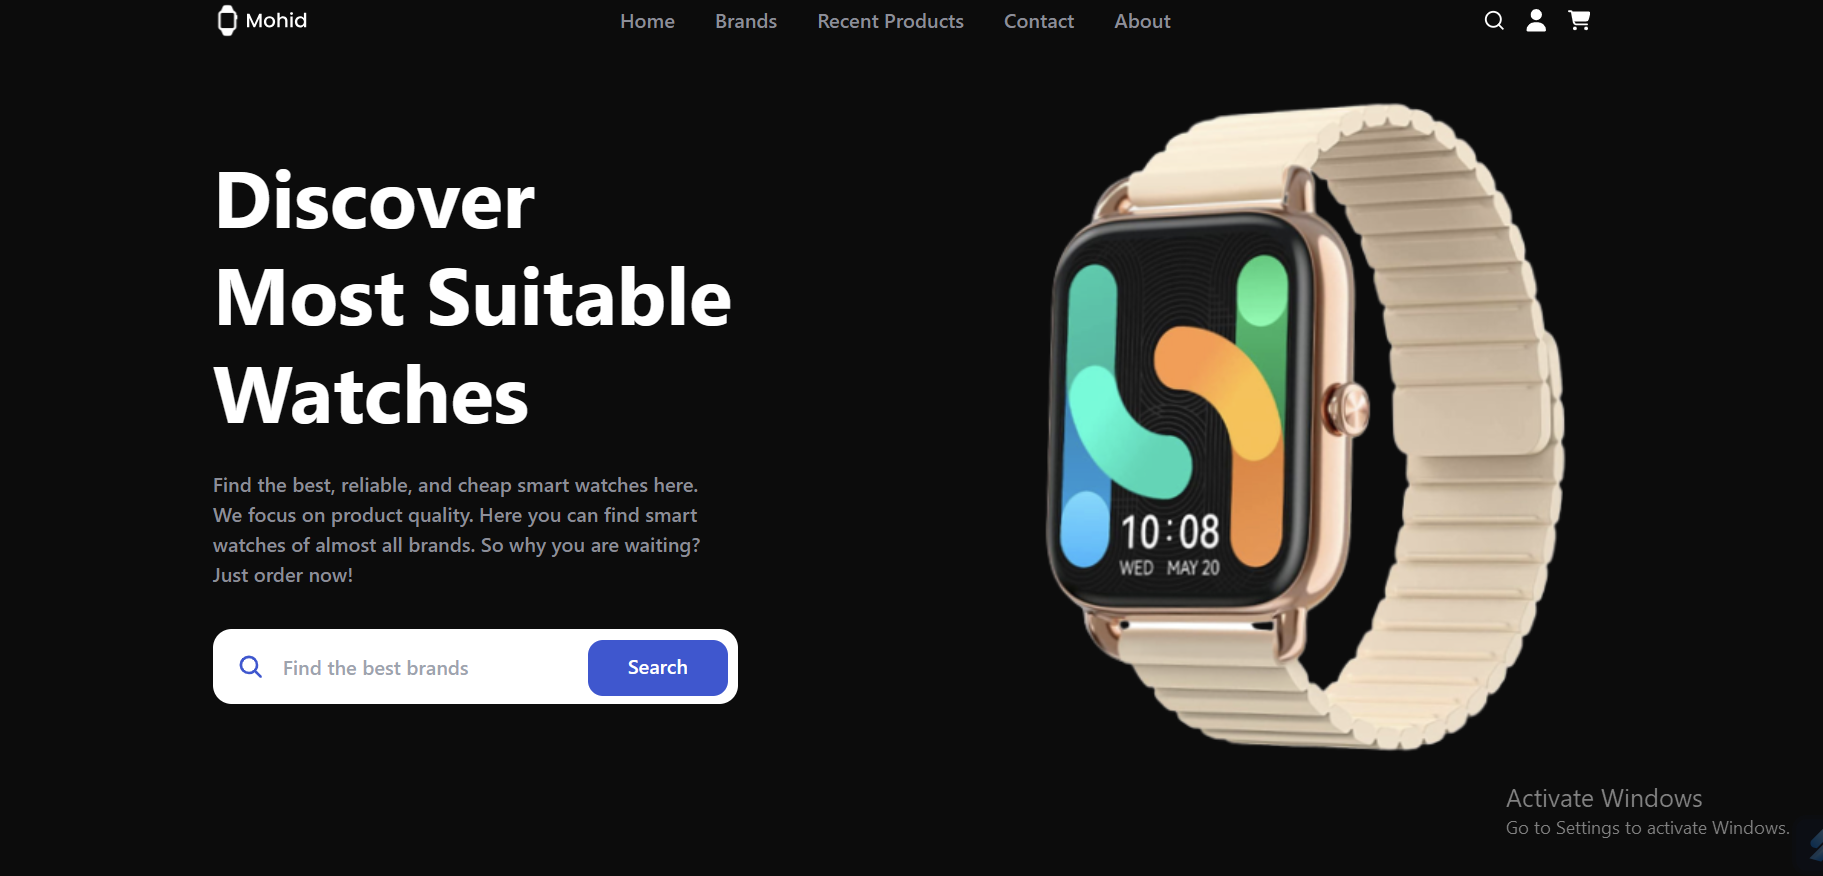 Mohid
Home Brands Recent Products Contact About
Discover
Most Suitable
Watches
Find the best, reliable, and cheap smart watches here.
We focus on product quality. Here you can find smart
watches of almost all brands. So why you are waiting?
Just order now!
Find the best brands
Search
10:08
WED MAY 20
Activate Windows
Go to Settings to activate Windows.